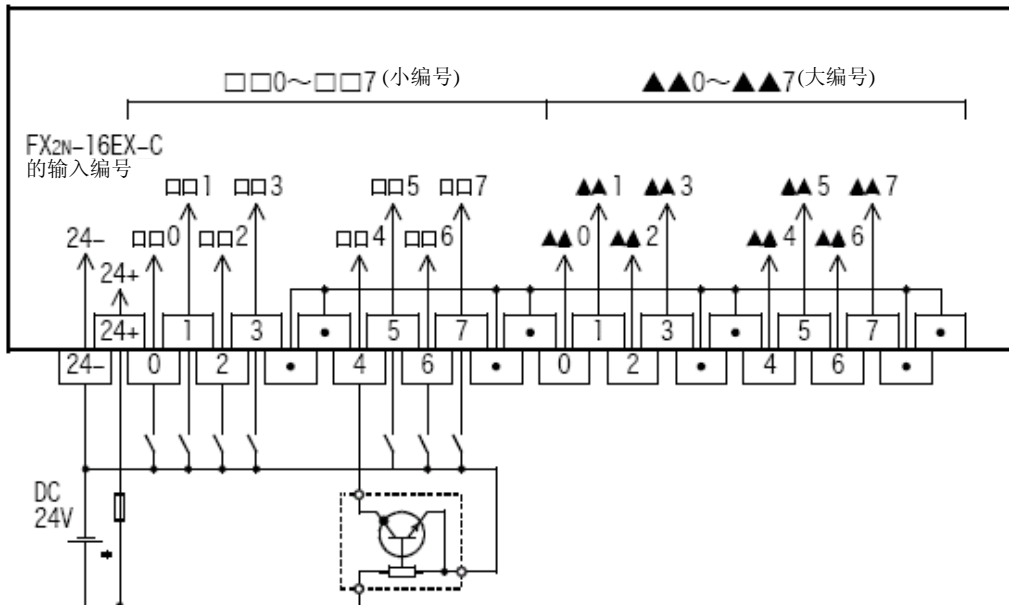 □□0～□□7 (小编号) ▲▲0～▲▲7 (大编号)
FX2N-16EX-C
的输入编号
□□1 □□3 □□5 □□7 ▲▲1 ▲▲3 ▲▲5 ▲▲7
24- □□0 □□2 □□4 □□6 ▲▲0 ▲▲2 ▲▲4 ▲▲6
24+
24+ 1 3 • 5 7 • 1 3 • 5 7 •
24- 0 2 • 4 6 • 0 2 • 4 6 •
DC
24V